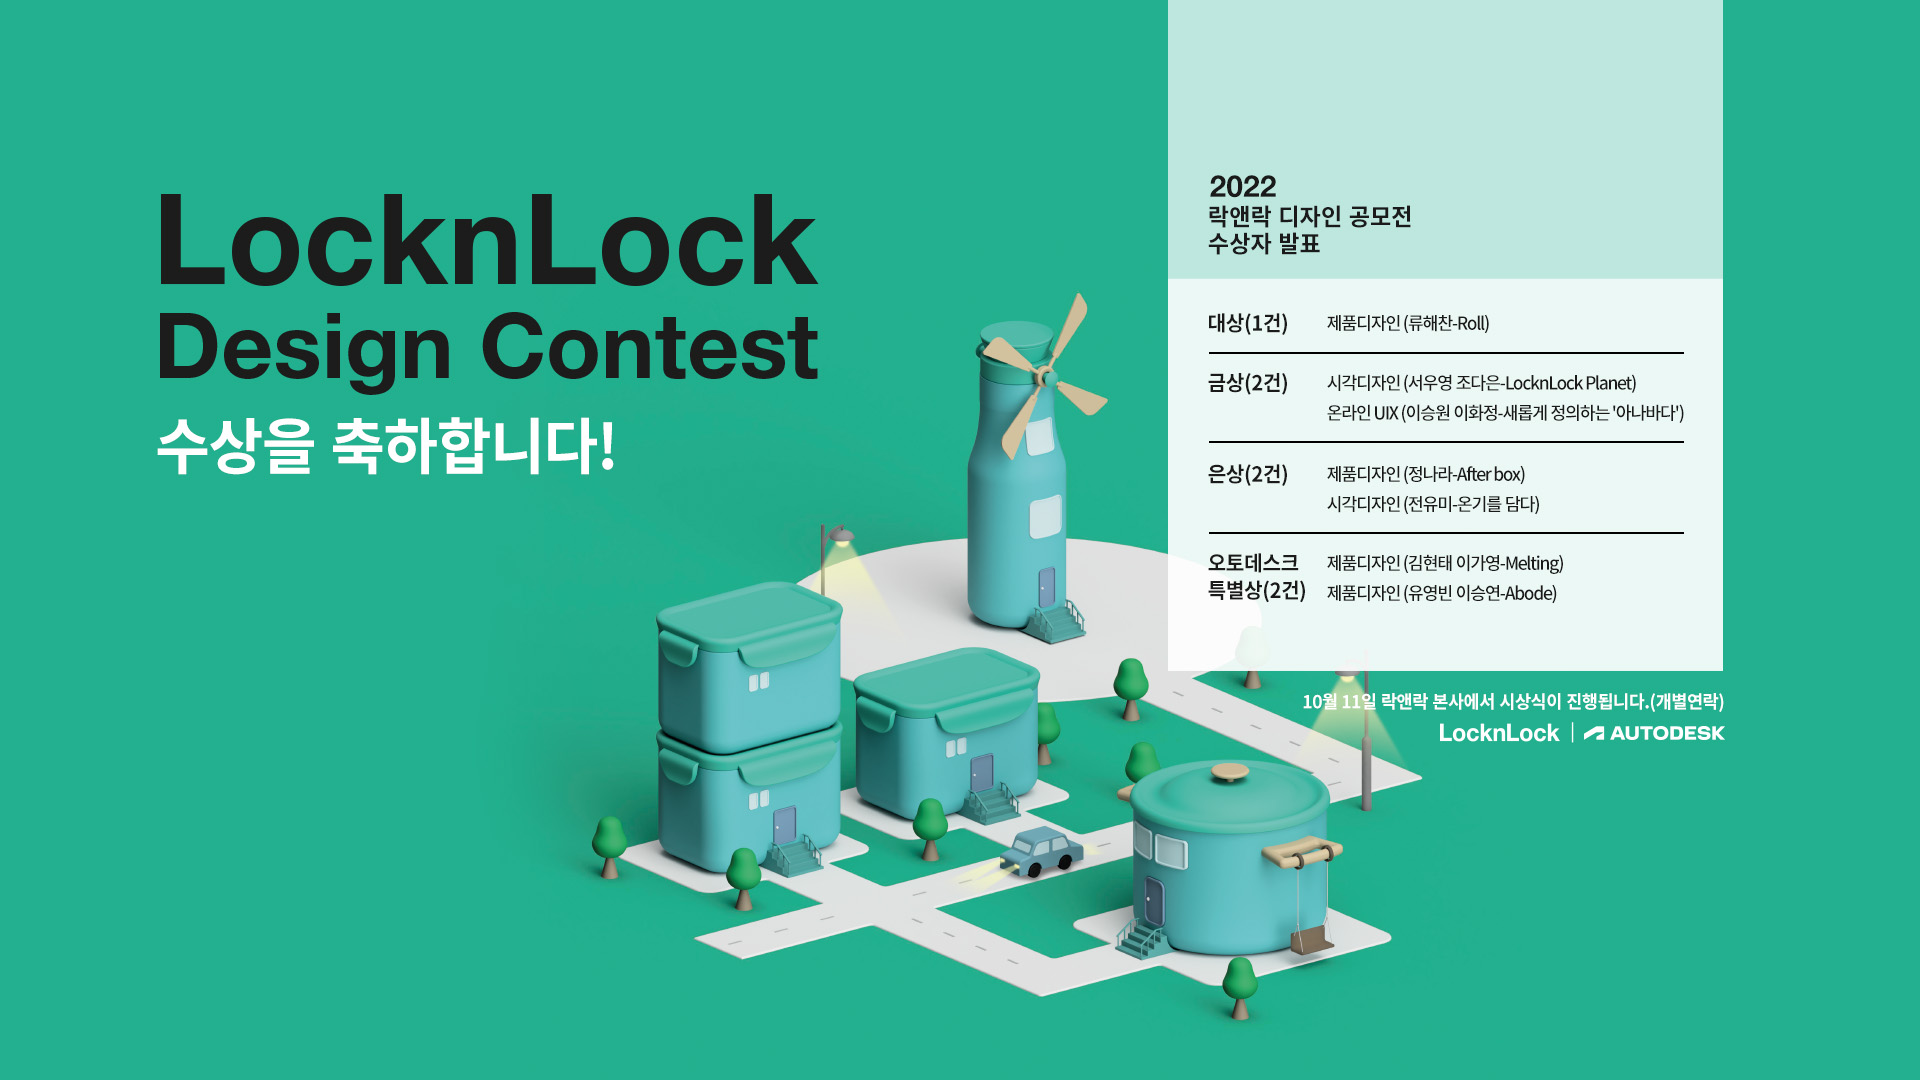 LocknLock
Design Contest
수상을 축하합니다!
2022
락앤락 디자인 공모전
수상자 발표
대상(1건) 제품디자인 (류해찬-Roll)
금상(2건) 시각디자인 (서우영 조다은-LocknLock Planet)
온라인 UIX (이승원 이화정-새롭게 정의하는 '아나바다')
은상(2건) 제품디자인 (정나라-After box)
시각디자인 (전유미-온기를 담다)
오토데스크 제품디자인 (김현태 이가영-Melting)
특별상(2건) 제품디자인 (유영빈 이승연-Abode)
10월 11일 락앤락 본사에서 시상식이 진행됩니다.(개별연락)
LocknLock | AUTODESK